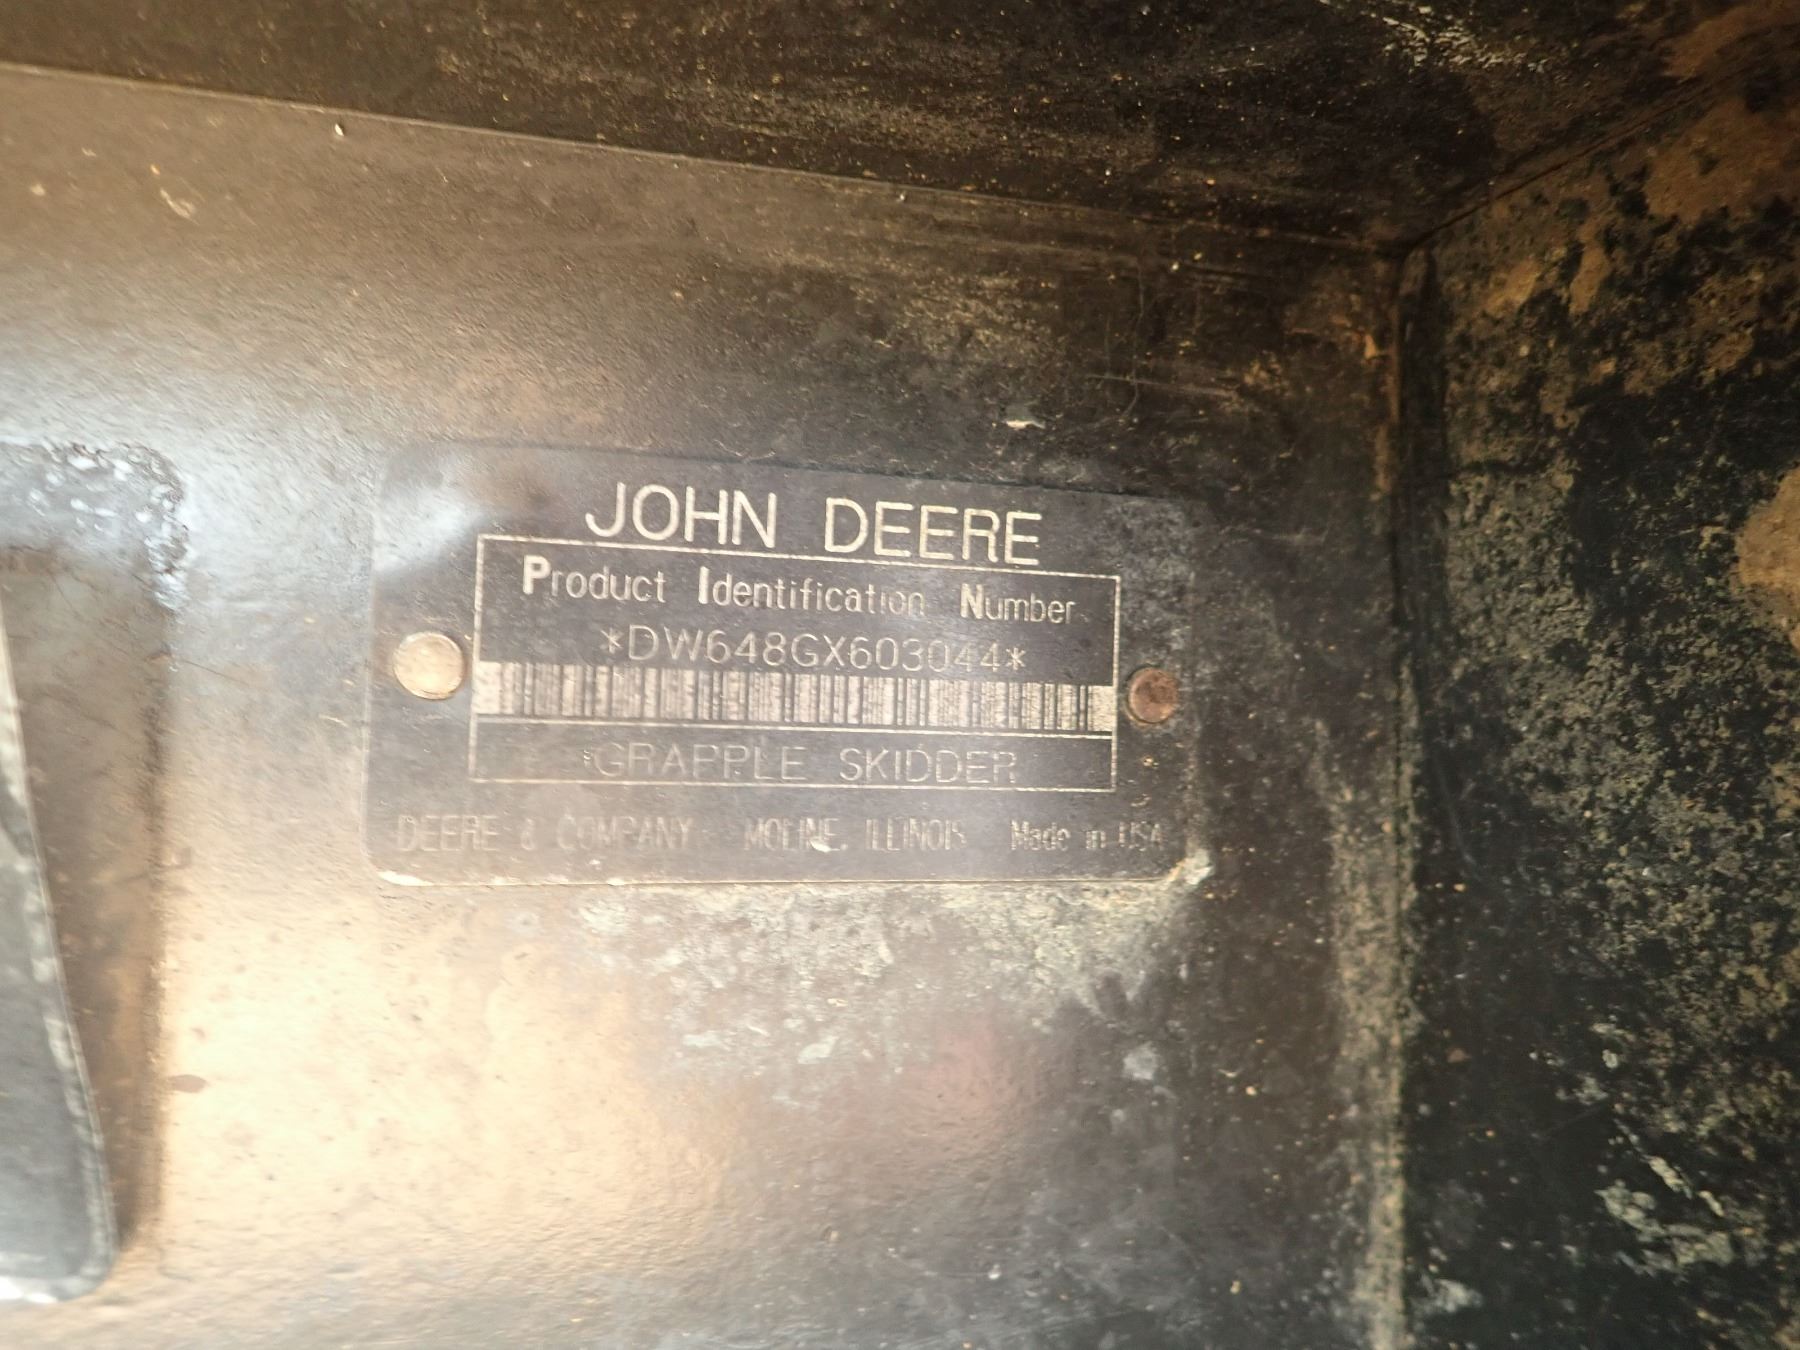 JOHN DEERE
Product Identification Number
*DW648GX603044*
GRAPPLE SKIDDER
DEERE & COMPANY MOLINE, ILLINOIS Made in USA